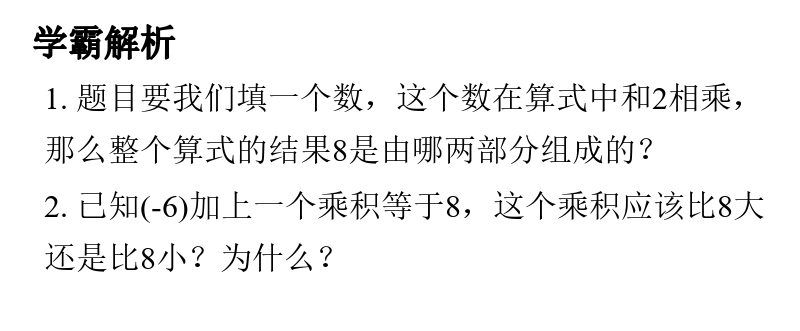 学霸解析
1. 题目要我们填一个数，这个数在算式中和2相乘，
那么整个算式的结果8是由哪两部分组成的？
2. 已知(-6)加上一个乘积等于8，这个乘积应该比8大
还是比8小？为什么？